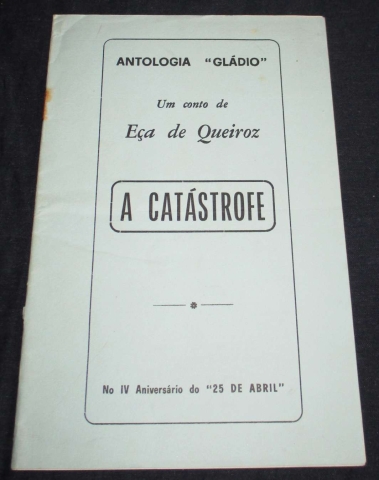 ANTOLOGIA "GLÁDIO"
Um conto de
Eça de Queiroz
A CATÁSTROFE
No IV Aniversário do "25 DE ABRIL"